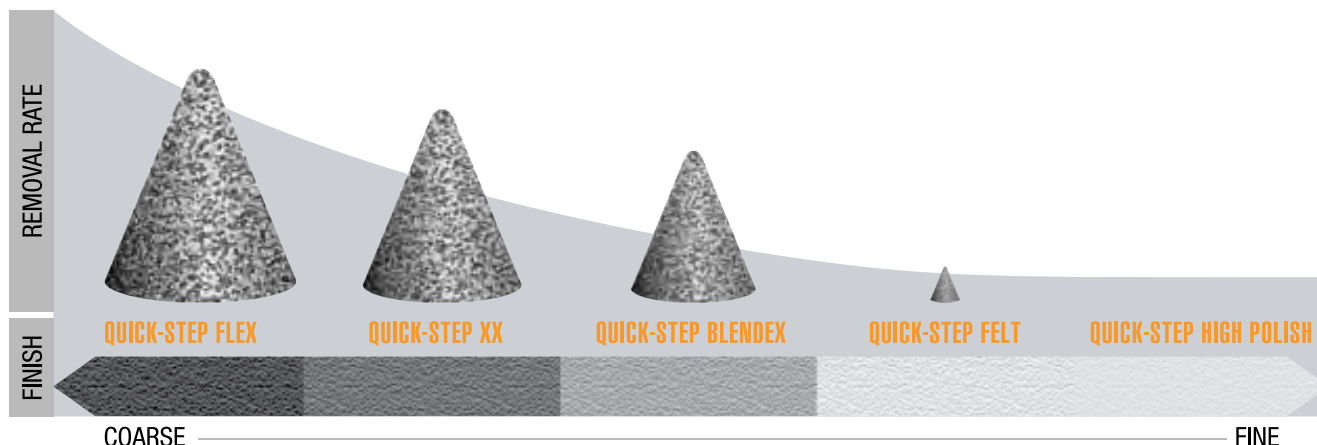 REMOVAL RATE
QUICK-STEP FLEX
QUICK-STEP XX
QUICK-STEP BLENDEX
QUICK-STEP FELT
QUICK-STEP HIGH POLISH
FINISH
COARSE
FINE